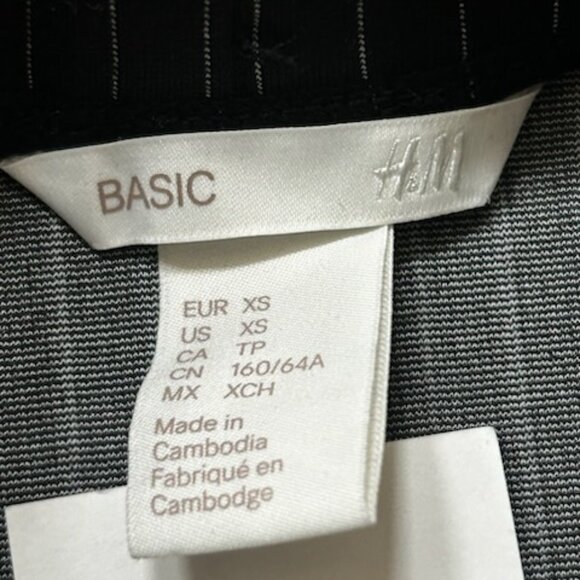 BASIC H&M
EUR XS
US XS
CA TP
CN 160/64A
MX XCH
Made in
Cambodia
Fabriqué en
Cambodge